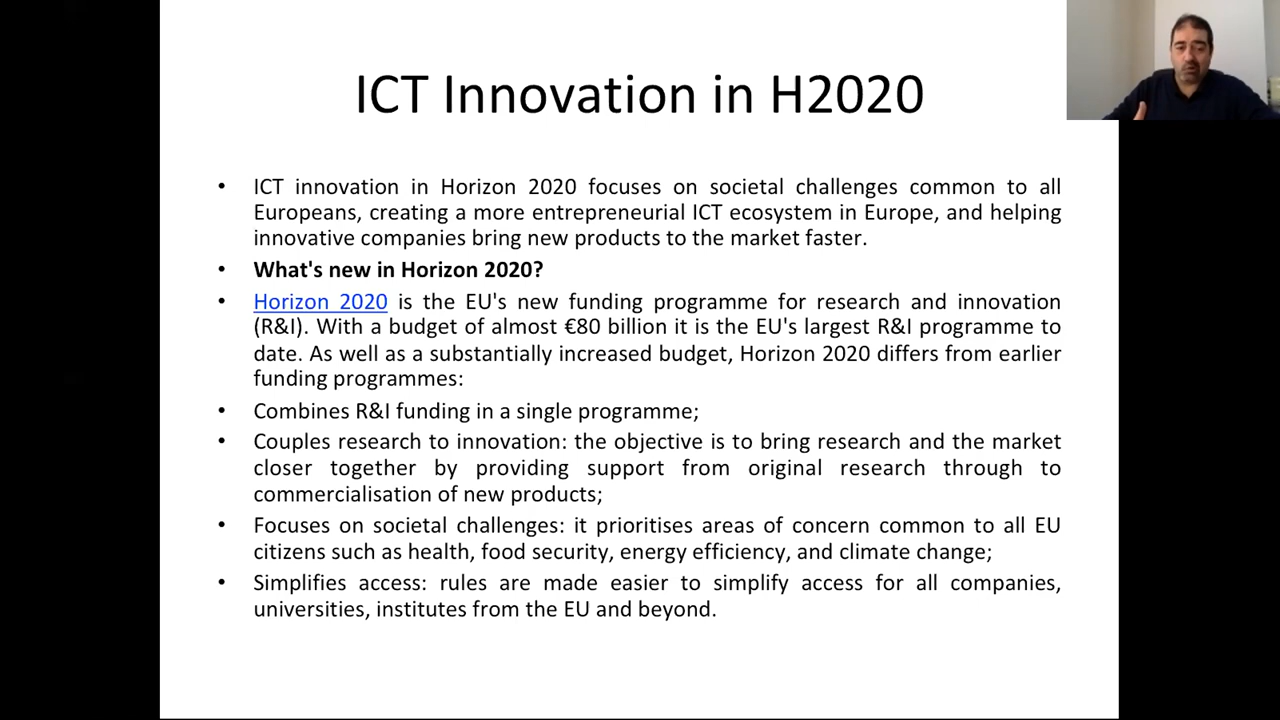 ICT Innovation in H2020
• ICT innovation in Horizon 2020 focuses on societal challenges common to all
Europeans, creating a more entrepreneurial ICT ecosystem in Europe, and helping
innovative companies bring new products to the market faster.
• What's new in Horizon 2020?
• Horizon 2020 is the EU's new funding programme for research and innovation
(R&I). With a budget of almost €80 billion it is the EU's largest R&I programme to
date. As well as a substantially increased budget, Horizon 2020 differs from earlier
funding programmes:
• Combines R&I funding in a single programme;
• Couples research to innovation: the objective is to bring research and the market
closer together by providing support from original research through to
commercialisation of new products;
• Focuses on societal challenges: it prioritises areas of concern common to all EU
citizens such as health, food security, energy efficiency, and climate change;
• Simplifies access: rules are made easier to simplify access for all companies,
universities, institutes from the EU and beyond.